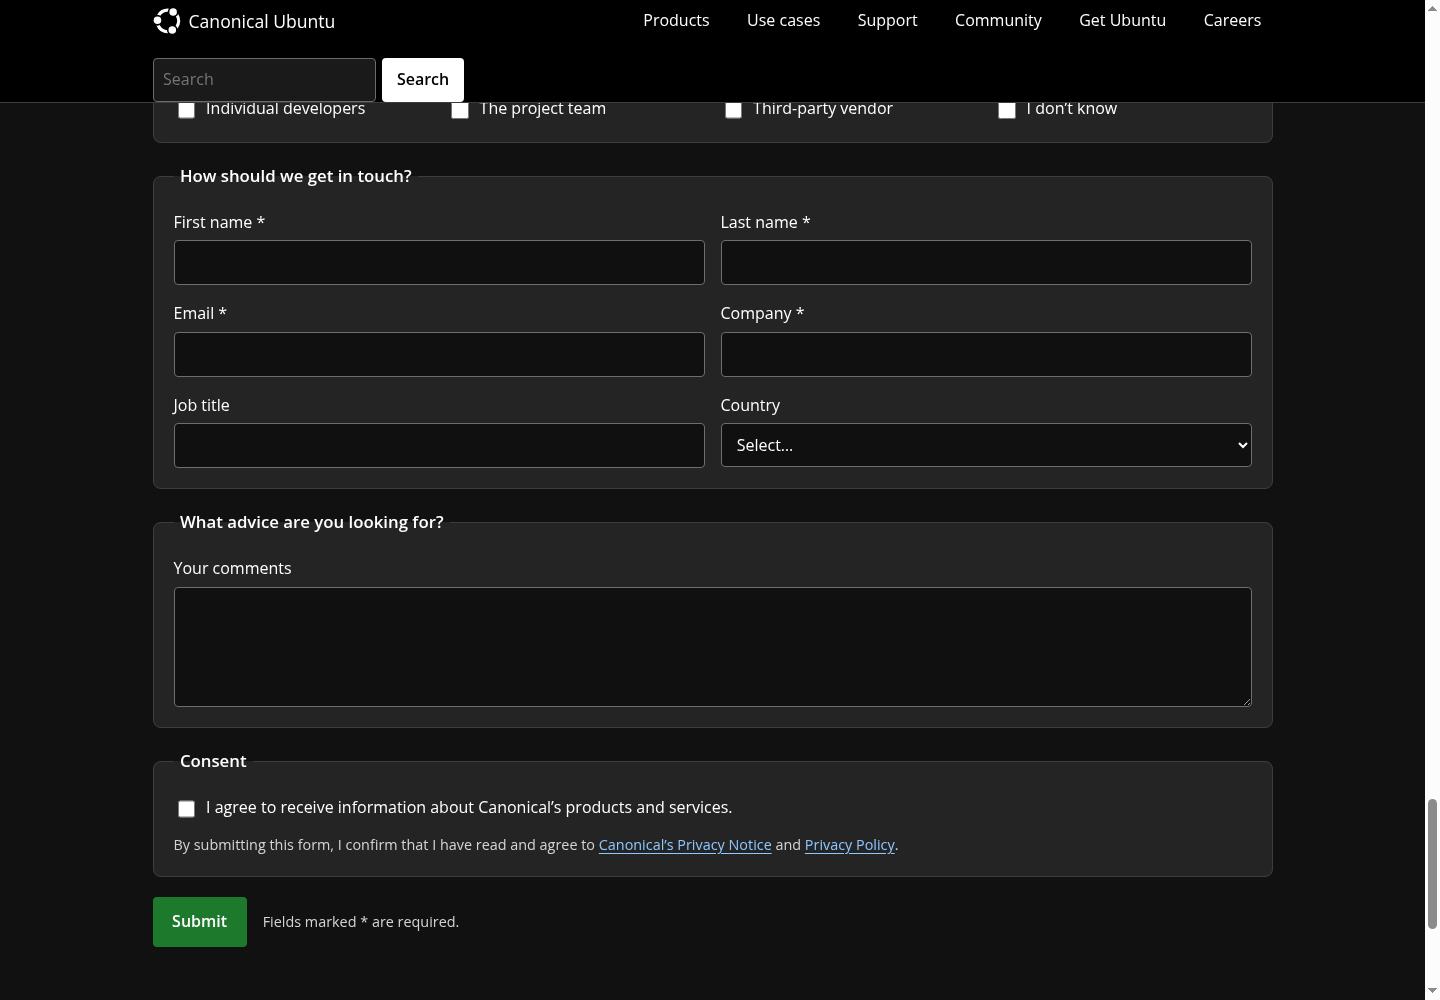 Canonical Ubuntu
Products Use cases Support Community Get Ubuntu Careers
Search Search
Individual developers The project team Third-party vendor I don’t know
How should we get in touch?
First name * Last name *
Email * Company *
Job title Country
Select...
What advice are you looking for?
Your comments
Consent
I agree to receive information about Canonical’s products and services.
By submitting this form, I confirm that I have read and agree to Canonical’s Privacy Notice and Privacy Policy.
Submit Fields marked * are required.